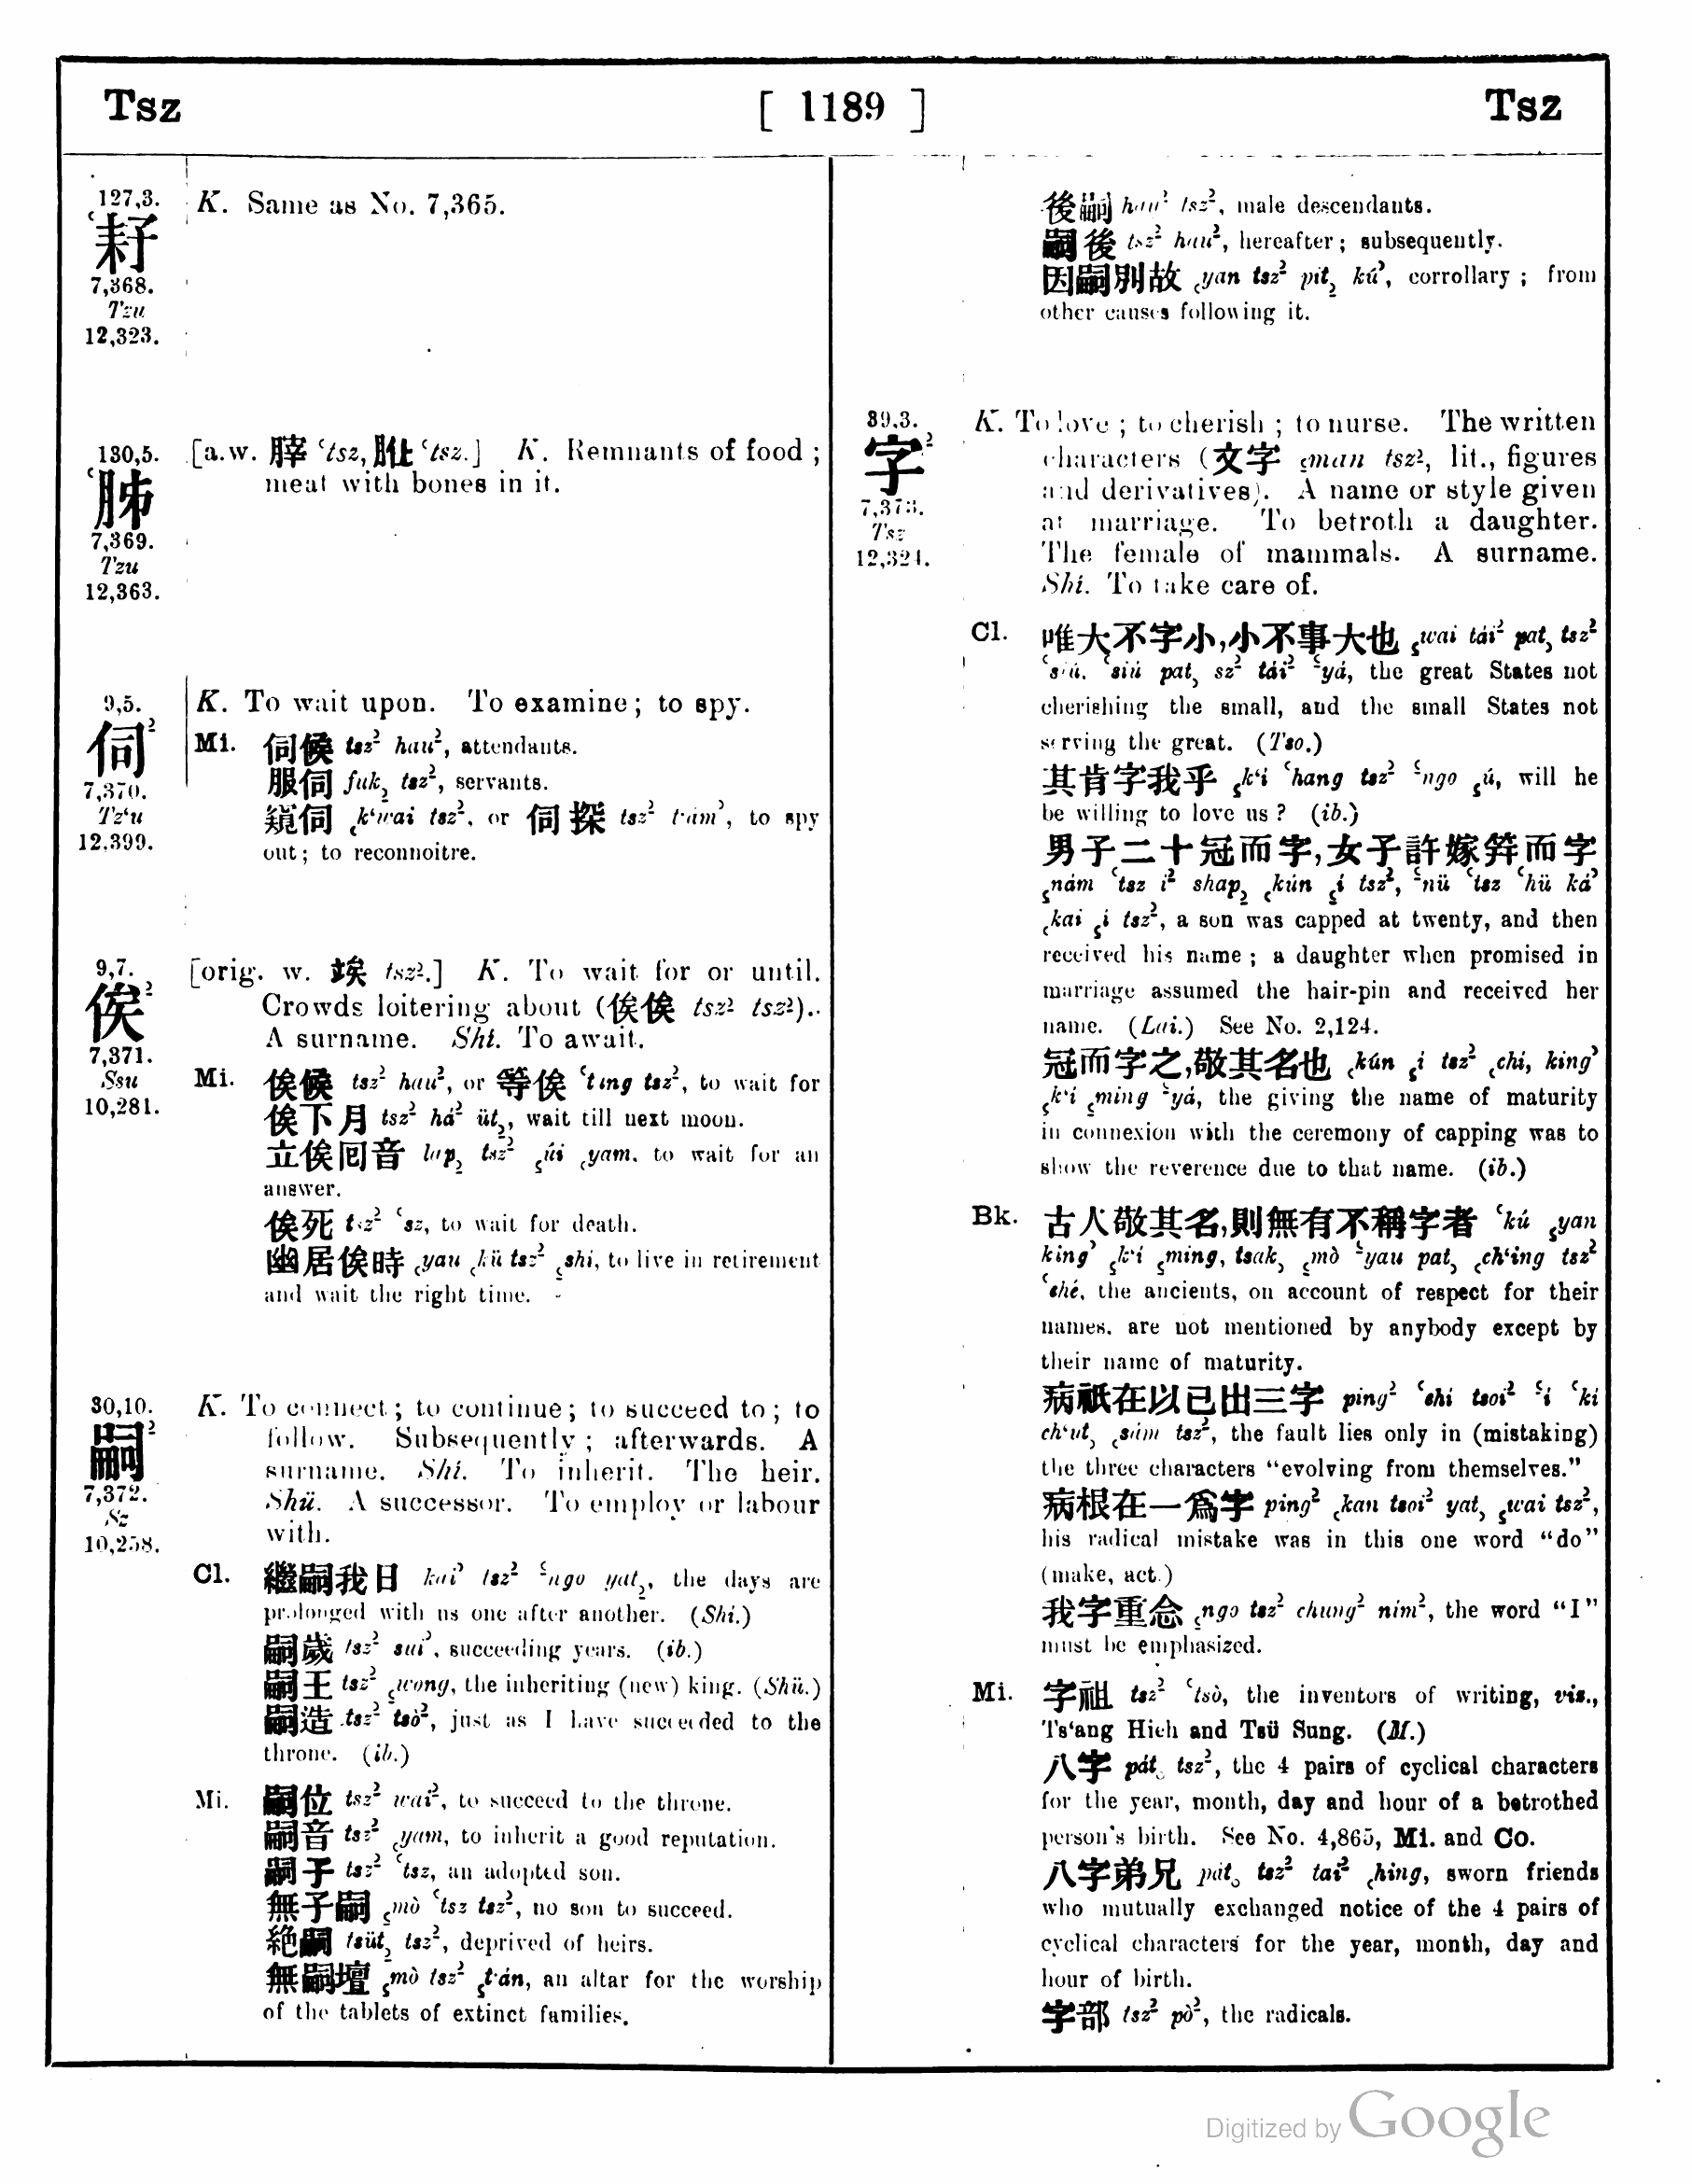 Tsz [ 1189 ] Tsz
127,3.
K. Same as No. 7,365.
ʿ耔
7,368.
Tzu
12,323.
130,5.
[a.w. 䏁 ʿtsz, ʿtsz.] K. Remnants of food ;
meat with bones in it.
ʿ胏
7,369.
Tzu
12,363.
9,5.
K. To wait upon. To examine; to spy.
伺²
7,370.
Tzʻu
12,399.
Mi. 伺候 tsz² hau², attendants.
服伺 fuk¸ tsz², servants.
窺伺 ¸kʻwai tsz², or 伺探 tsz² tʻám’, to spy
out; to reconnoitre.
9,7.
[orig. w. 竢 tsz².] K. To wait for or until.
Crowds loitering about (俟俟 tsz² tsz²).
A surname. Shi. To await.
俟²
7,371.
Ssu
10,281.
Mi. 俟候 tsz² hau², or 等俟 ʿtang tsz², to wait for
俟下月 tsz² há² üt¸, wait till next moon.
立俟囘音 lap¸ tsz² ¸úi ¸yam. to wait for an
answer.
俟死 tsz² ʿsz, to wait for death.
幽居俟時 ¸yau ¸kü tsz² ¸shi, to live in retirement
and wait the right time.
30,10.
K. To connect; to continue; to succeed to; to
follow. Subsequently; afterwards. A
surname. Shi. To inherit. The heir.
Shü. A successor. To employ or labour
with.
嗣²
7,372.
Sz
10,258.
Cl. 繼嗣我日 kai’ tsz² ʿngo yat¸, the days are
prolonged with us one after another. (Shi.)
嗣歲 tsz² sui’, succeeding years. (ib.)
嗣王 tsz² ¸wong, the inheriting (new) king. (Shü.)
嗣造 tsz² tsò², just as I have succeeded to the
throne. (ib.)
Mi. 嗣位 tsz² wai², to succeed to the throne.
嗣音 tsz² ¸yam, to inherit a good reputation.
嗣子 tsz² ʿtsz, an adopted son.
無子嗣 ¸mò ʿtsz tsz², no son to succeed.
絶嗣 tsüt¸ tsz², deprived of heirs.
無嗣壇 ¸mò tsz² ¸tʻán, an altar for the worship
of the tablets of extinct families.
後嗣 hau² tsz², male descendants.
嗣後 tsz² hau², hereafter; subsequently.
因嗣別故 ¸yan tsz² pít¸ kú’, corrollary ; from
other causes following it.
39,3.
K. To love ; to cherish ; to nurse. The written
characters (文字 ¸man tsz², lit., figures
and derivatives). A name or style given
at marriage. To betroth a daughter.
The female of mammals. A surname.
Shi. To take care of.
字²
7,373.
Tsz
12,324.
Cl. 唯大不字小,小不事大也 ¸wai tái² pat¸ tsz²
ʿsiú. ʿsiú pat¸ sz² tái² ʿyá, the great States not
cherishing the small, and the small States not
serving the great. (Tso.)
其肯字我乎 ¸kʻi ʿhang tsz² ʿngo ¸ú, will he
be willing to love us? (ib.)
男子二十冠而字,女子許嫁笄而字
¸nám ʿtsz i² shap¸ ¸kún ¸í tsz², ʿnü ʿtsz ʿhü ká’
¸kai ¸i tsz², a son was capped at twenty, and then
received his name; a daughter when promised in
marriage assumed the hair-pin and received her
name. (Lai.) See No. 2,124.
冠而字之,敬其名也 ¸kún ¸i tsz² ¸chi, king’
¸kʻí ¸ming ʿyá, the giving the name of maturity
in connexion with the ceremony of capping was to
show the reverence due to that name. (ib.)
Bk. 古人敬其名,則無有不稱字者 ʿkú ¸yan
king’ ¸kʻí ¸ming, tsak¸ ¸mò ʿyau pat¸ ¸chʻing tsz²
ʿché, the ancients, on account of respect for their
names, are not mentioned by anybody except by
their name of maturity.
病祇在以已出三字 ping² ʿchi tsoi² ʿi ʿki
chʻut¸ ¸sám tsz², the fault lies only in (mistaking)
the three characters “evolving from themselves.”
病根在一爲字 ping² ¸kan tsoi² yat¸ ¸wai tsz²,
his radical mistake was in this one word “do”
(make, act.)
我字重念 ¸ngo tsz² chung² ním², the word “I”
must be emphasized.
Mi. 字祖 tsz² ʿtsò, the inventors of writing, vis.,
Tsʻang Hieh and Tsü Sung. (M.)
八字 pát¸ tsz², the 4 pairs of cyclical characters
for the year, month, day and hour of a betrothed
person's birth. See No. 4,865, Mi. and Co.
八字弟兄 pát¸ tsz² tai² ¸hing, sworn friends
who mutually exchanged notice of the 4 pairs of
cyclical characters for the year, month, day and
hour of birth.
字部 tsz² pò², the radicals.
Digitized by Google